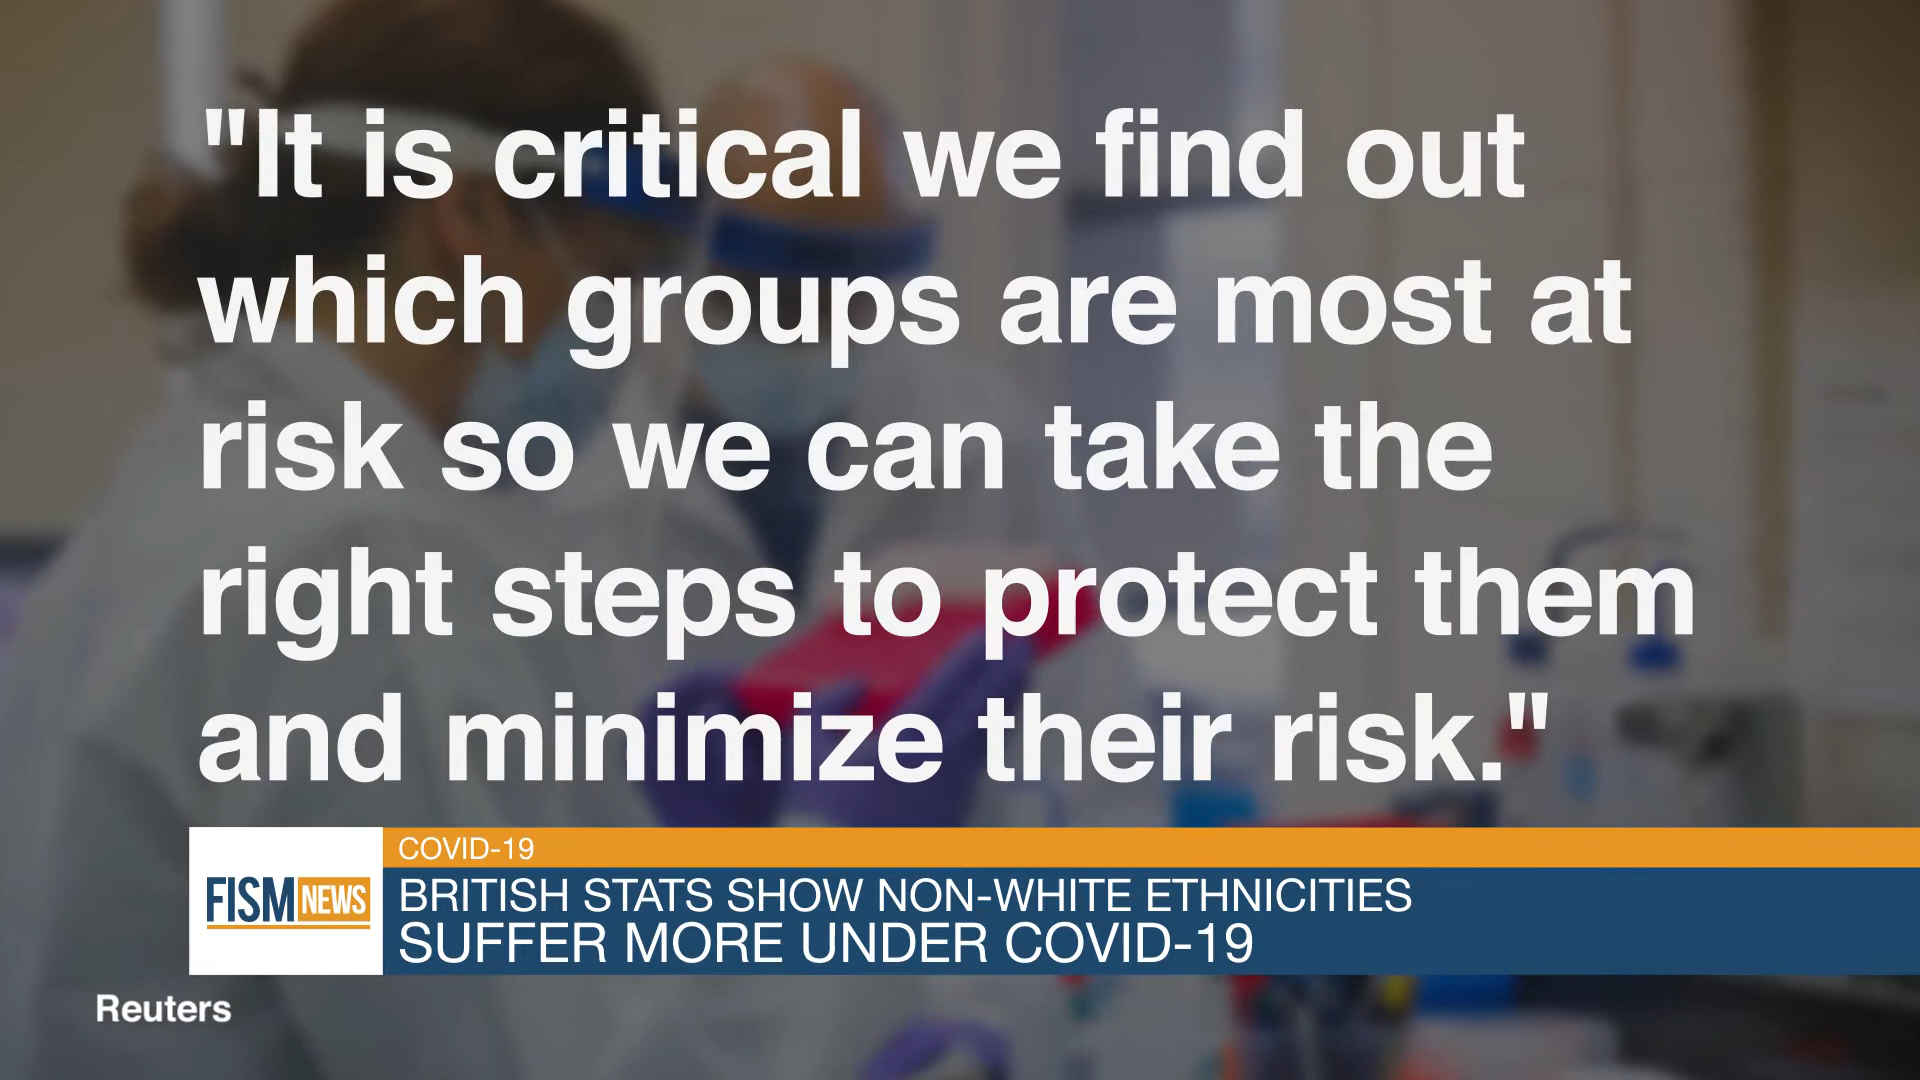 "It is critical we find out
which groups are most at
risk so we can take the
right steps to protect them
and minimize their risk."
COVID-19
FISM NEWS
BRITISH STATS SHOW NON-WHITE ETHNICITIES
SUFFER MORE UNDER COVID-19
Reuters